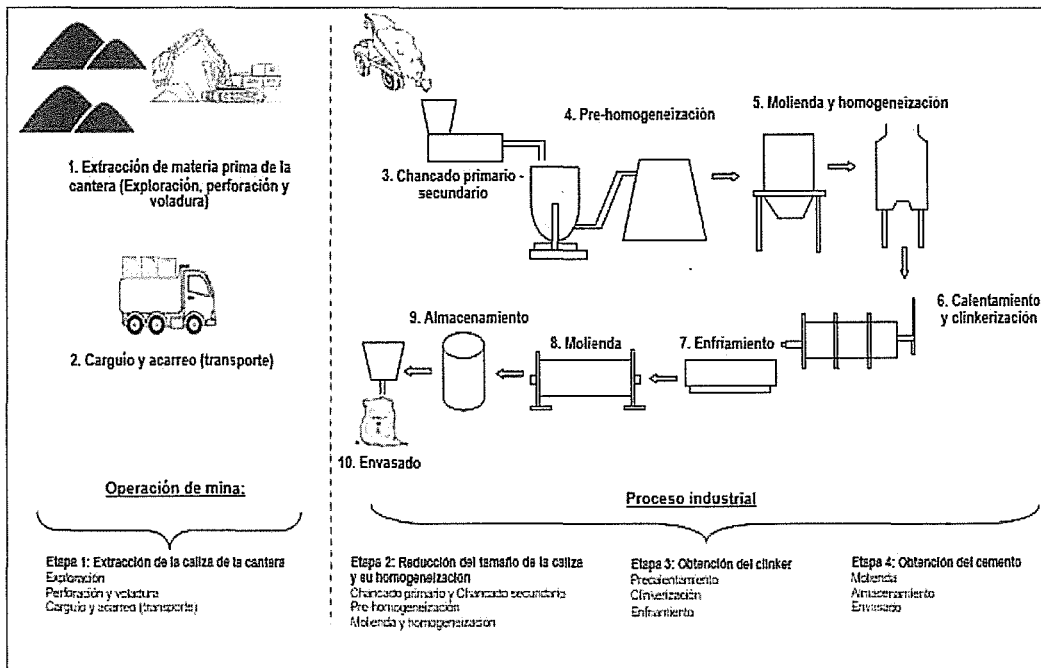 1. Extracción de materia prima de la
cantera (Exploración, perforación y
voladura)
2. Carguío y acarreo (transporte)
3. Chancado primario -
secundario
4. Pre-homogeneización
5. Molienda y homogeneización
6. Calentamiento
y clinkerización
7. Enfriamiento
8. Molienda
9. Almacenamiento
10. Envasado
Operación de mina:
Proceso industrial
Etapa 1: Extracción de la caliza de la cantera
Exploración
Perforación y voladura
Carguío y acarreo (transporte)
Etapa 2: Reducción del tamaño de la caliza
y su homogeneización
Chancado primario y Chancado secundario
Pre-homogeneización
Molienda y homogeneización
Etapa 3: Obtención del clinker
Precalentamiento
Clinkerización
Enfriamiento
Etapa 4: Obtención del cemento
Molienda
Almacenamiento
Envasado